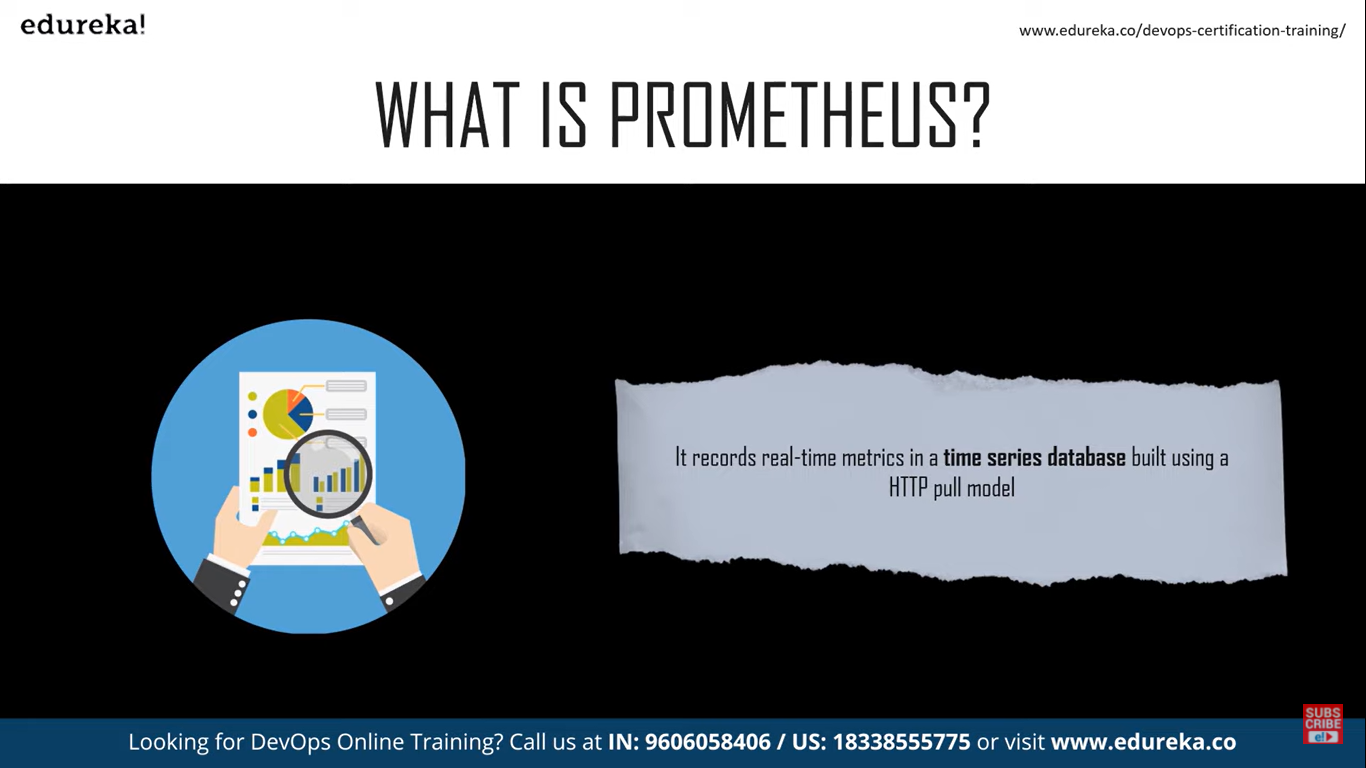 edureka!
www.edureka.co/devops-certification-training/
WHAT IS PROMETHEUS?
It records real-time metrics in a time series database built using a
HTTP pull model
SUBS
CRIBE
e!
Looking for DevOps Online Training? Call us at IN: 9606058406 / US: 18338555775 or visit www.edureka.co